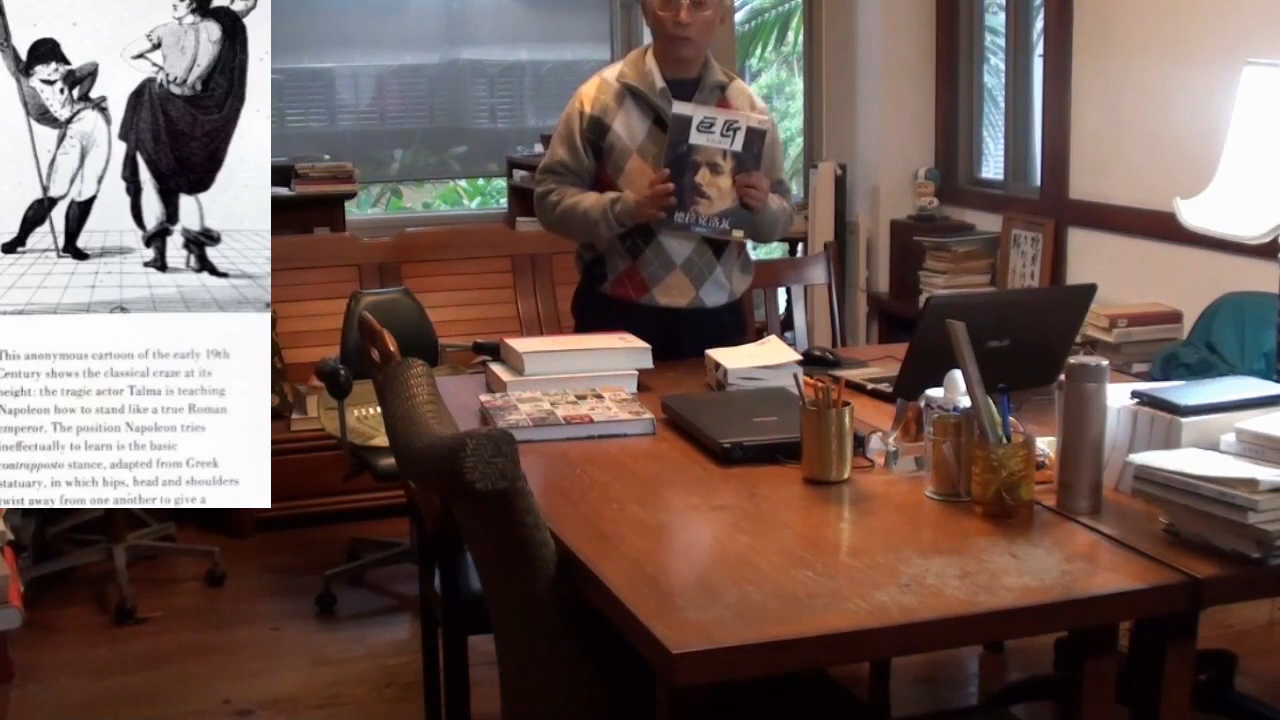 This anonymous cartoon of the early 19th
Century shows the classical craze at its
height: the tragic actor Talma is teaching
Napoleon how to stand like a true Roman
emperor. The position Napoleon tries
ineffectually to learn is the basic
contrapposto stance, adapted from Greek
statuary, in which hips, head and shoulders
twist away from one another to give a
巨匠
德拉克洛瓦
ASUS